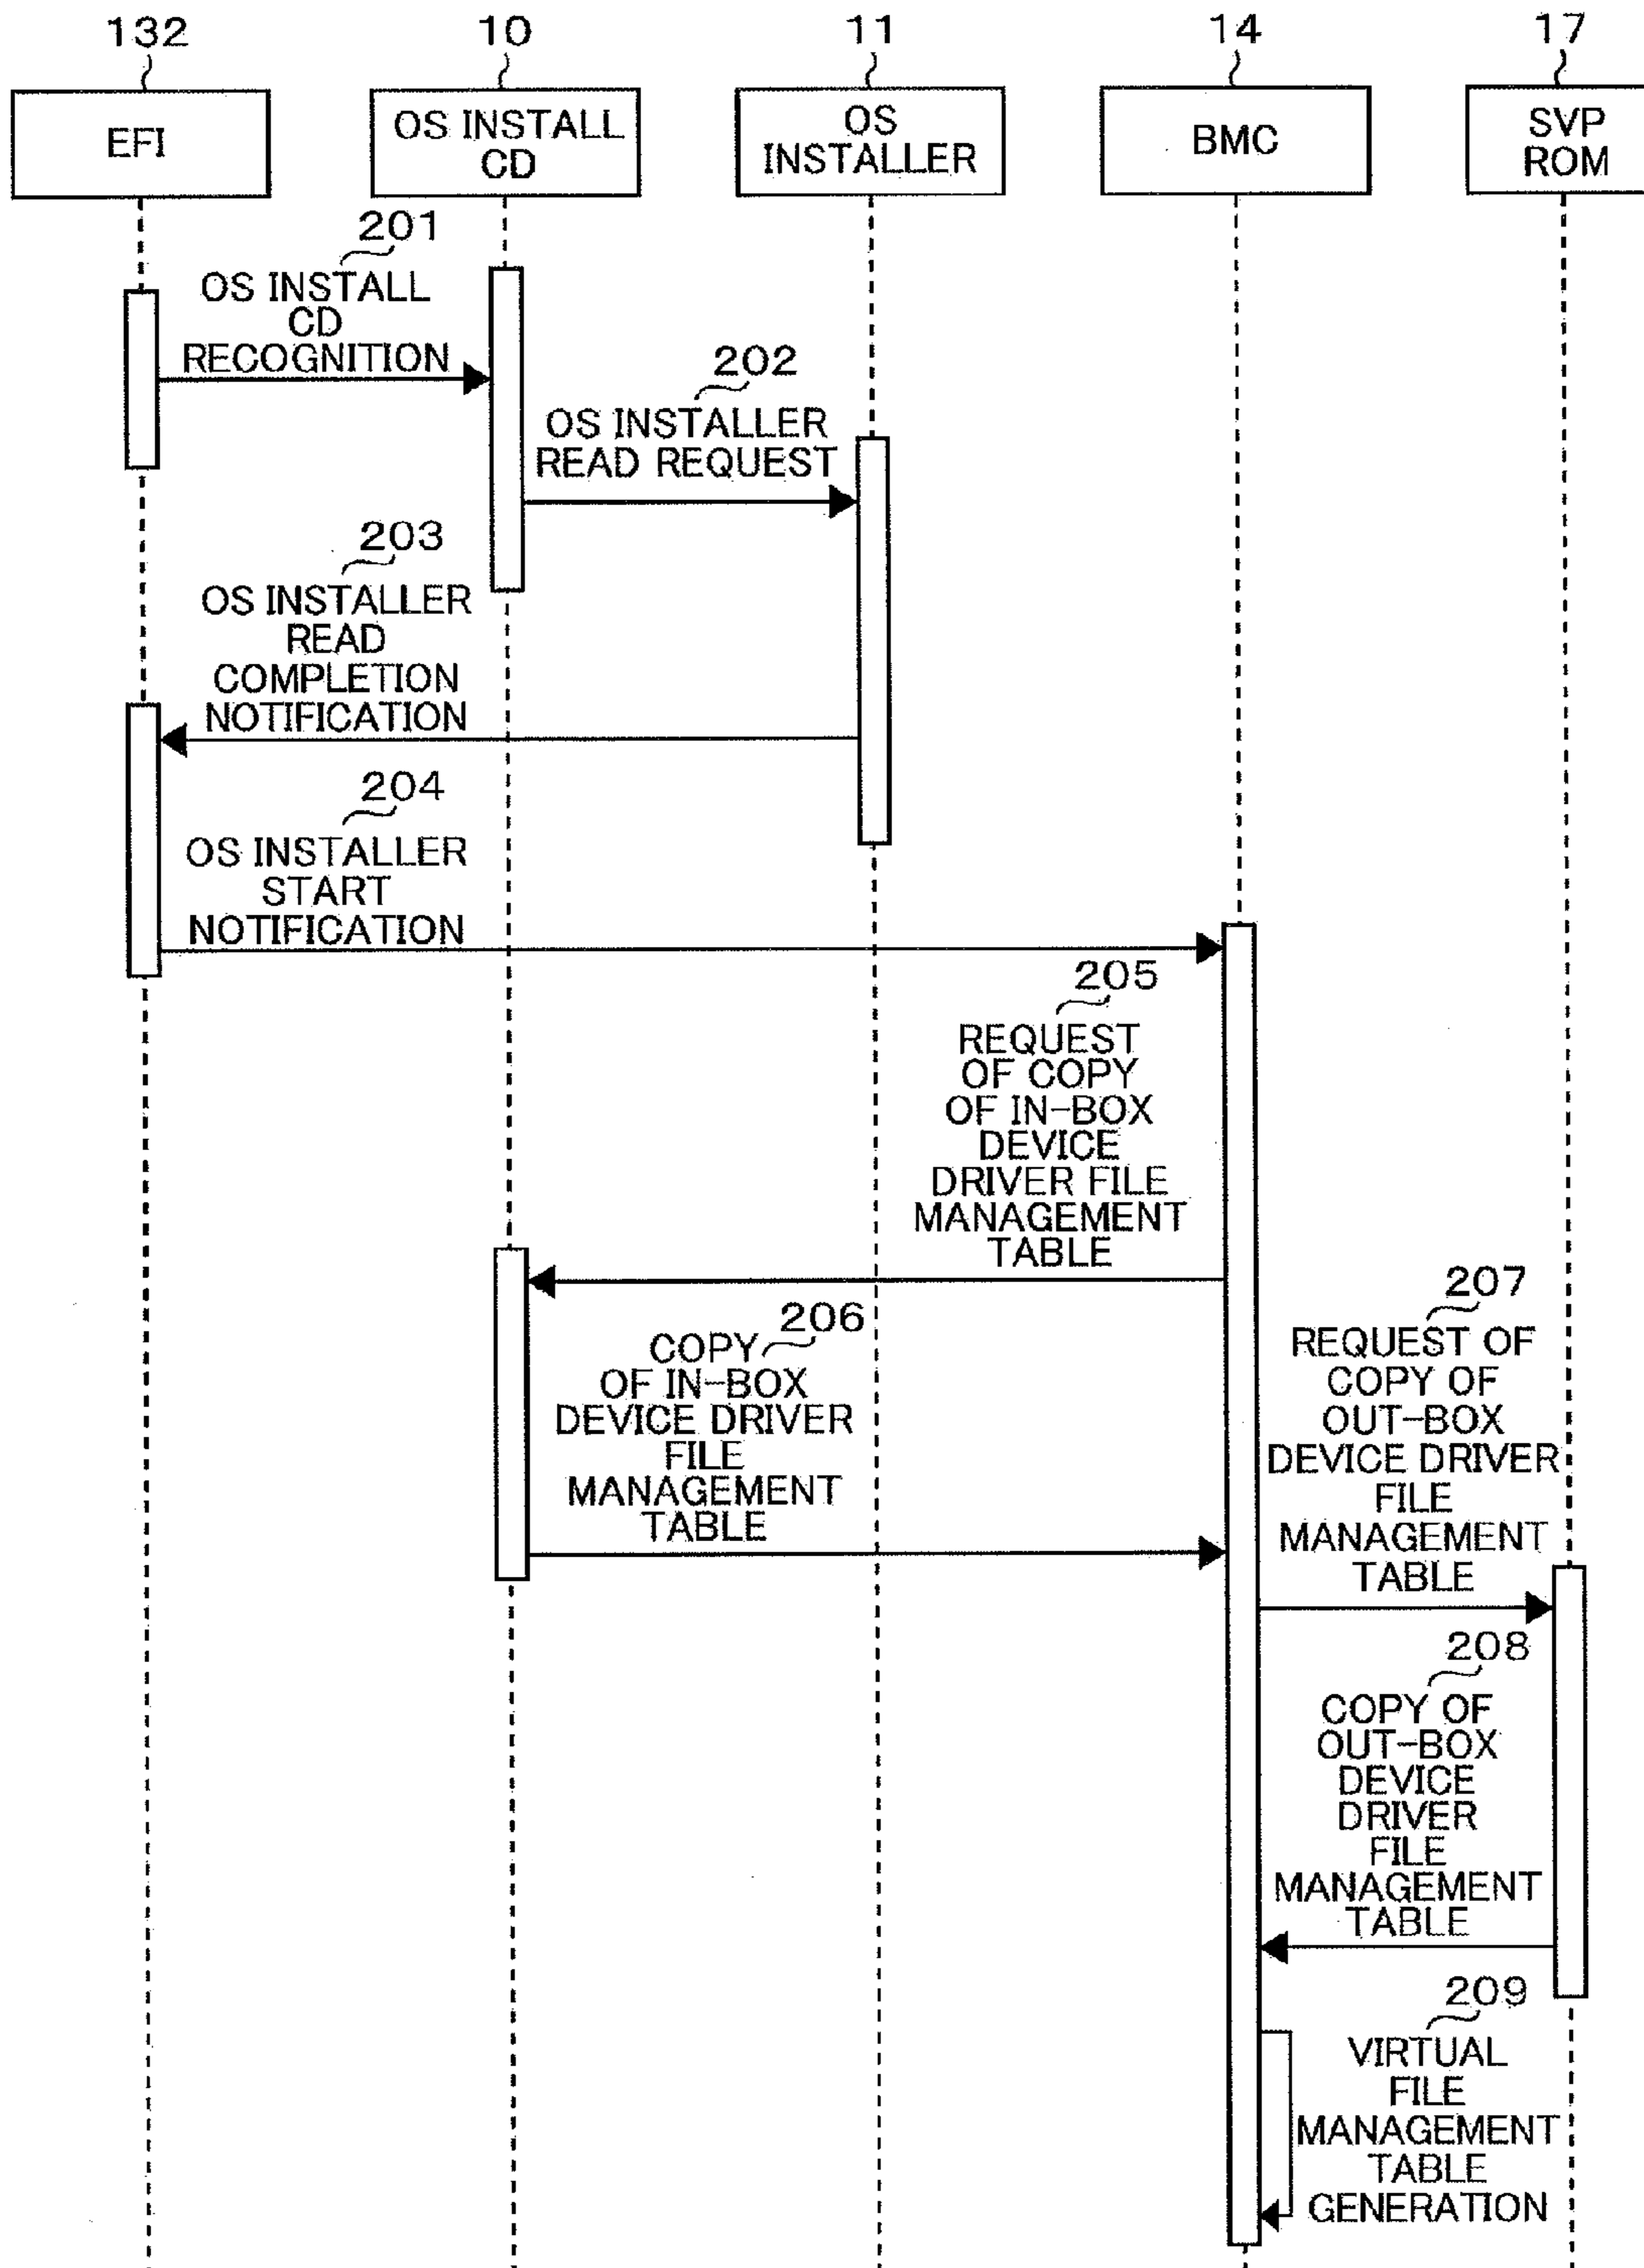 132
10
11
14
17
EFI
OS INSTALL
CD
OS
INSTALLER
BMC
SVP
ROM
201
OS INSTALL
CD
RECOGNITION
202
OS INSTALLER
READ REQUEST
203
OS INSTALLER
READ
COMPLETION
NOTIFICATION
204
OS INSTALLER
START
NOTIFICATION
205
REQUEST
OF COPY
OF IN-BOX
DEVICE
DRIVER FILE
MANAGEMENT
TABLE
206
COPY
OF IN-BOX
DEVICE DRIVER
FILE
MANAGEMENT
TABLE
207
REQUEST OF
COPY OF
OUT-BOX
DEVICE DRIVER
FILE
MANAGEMENT
TABLE
208
COPY OF
OUT-BOX
DEVICE
DRIVER
FILE
MANAGEMENT
TABLE
209
VIRTUAL
FILE
MANAGEMENT
TABLE
GENERATION